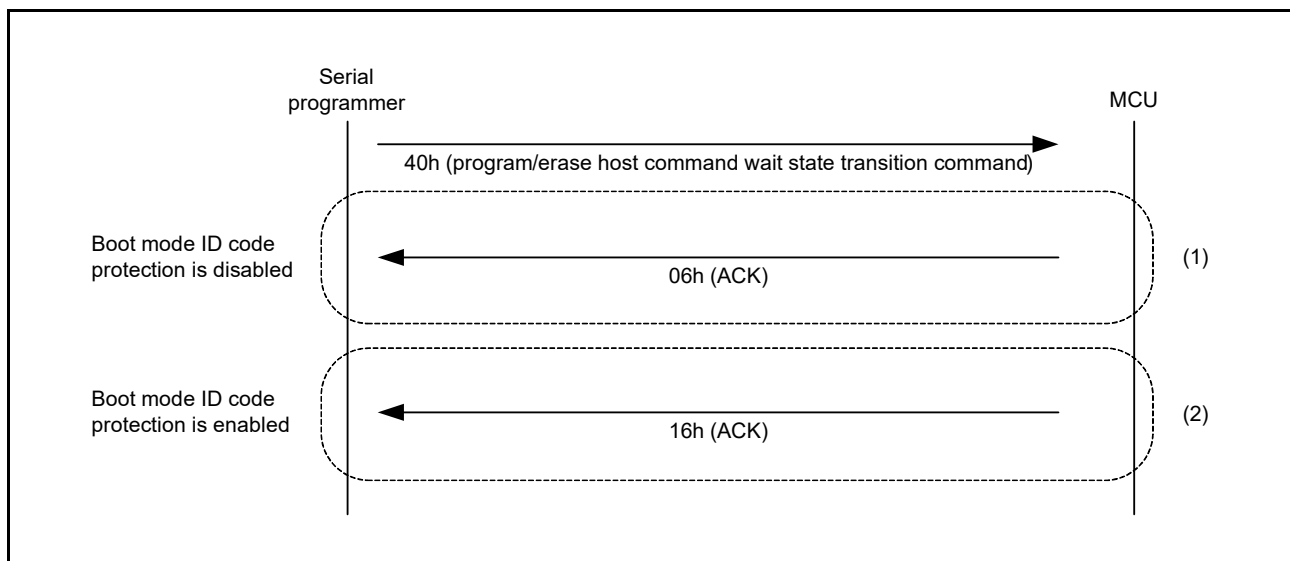 Serial
programmer
MCU
40h (program/erase host command wait state transition command)
Boot mode ID code
protection is disabled
06h (ACK)
(1)
Boot mode ID code
protection is enabled
16h (ACK)
(2)